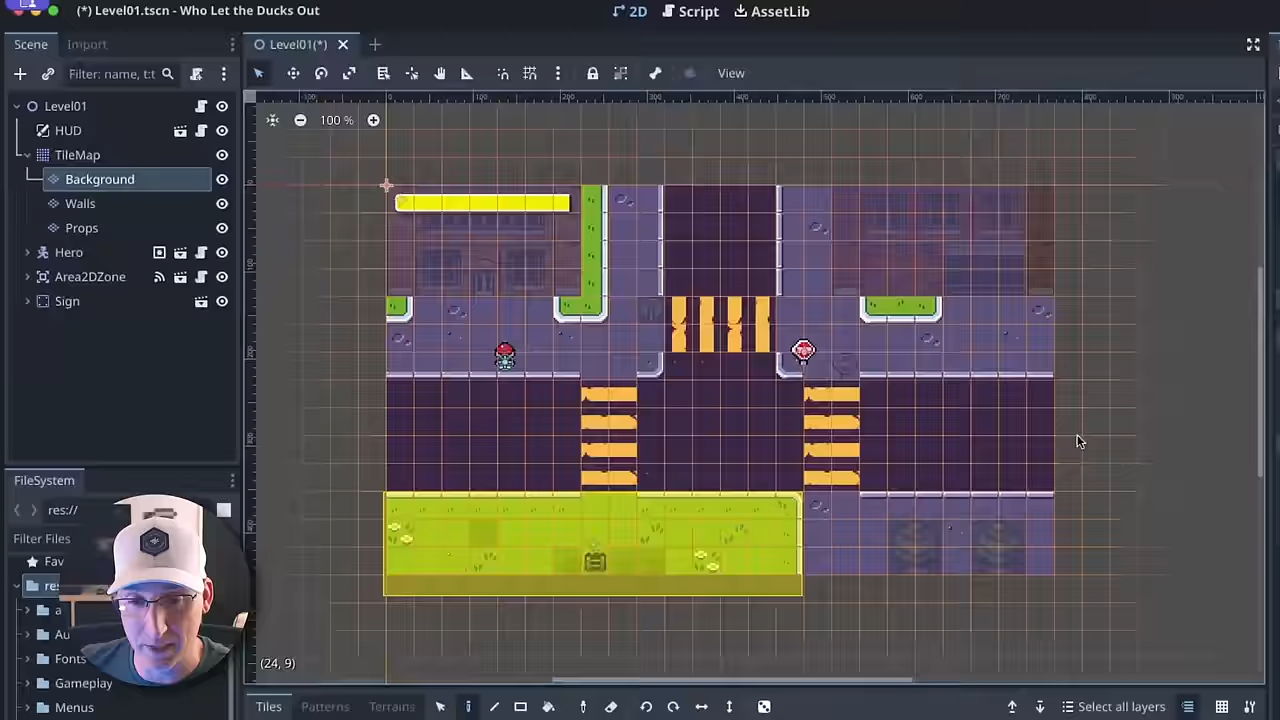 (*) Level01.tscn - Who Let the Ducks Out
2D Script AssetLib
Scene Import
Level01(*)
Filter: name, t:t
View
100 %
Level01
HUD
TileMap
Background
Walls
Props
Hero
Area2DZone
Sign
FileSystem
res://
Filter Files
Fav
res
a
Au
Fonts
Gameplay
Menus
(24, 9)
Tiles Patterns Terrains
Select all layers